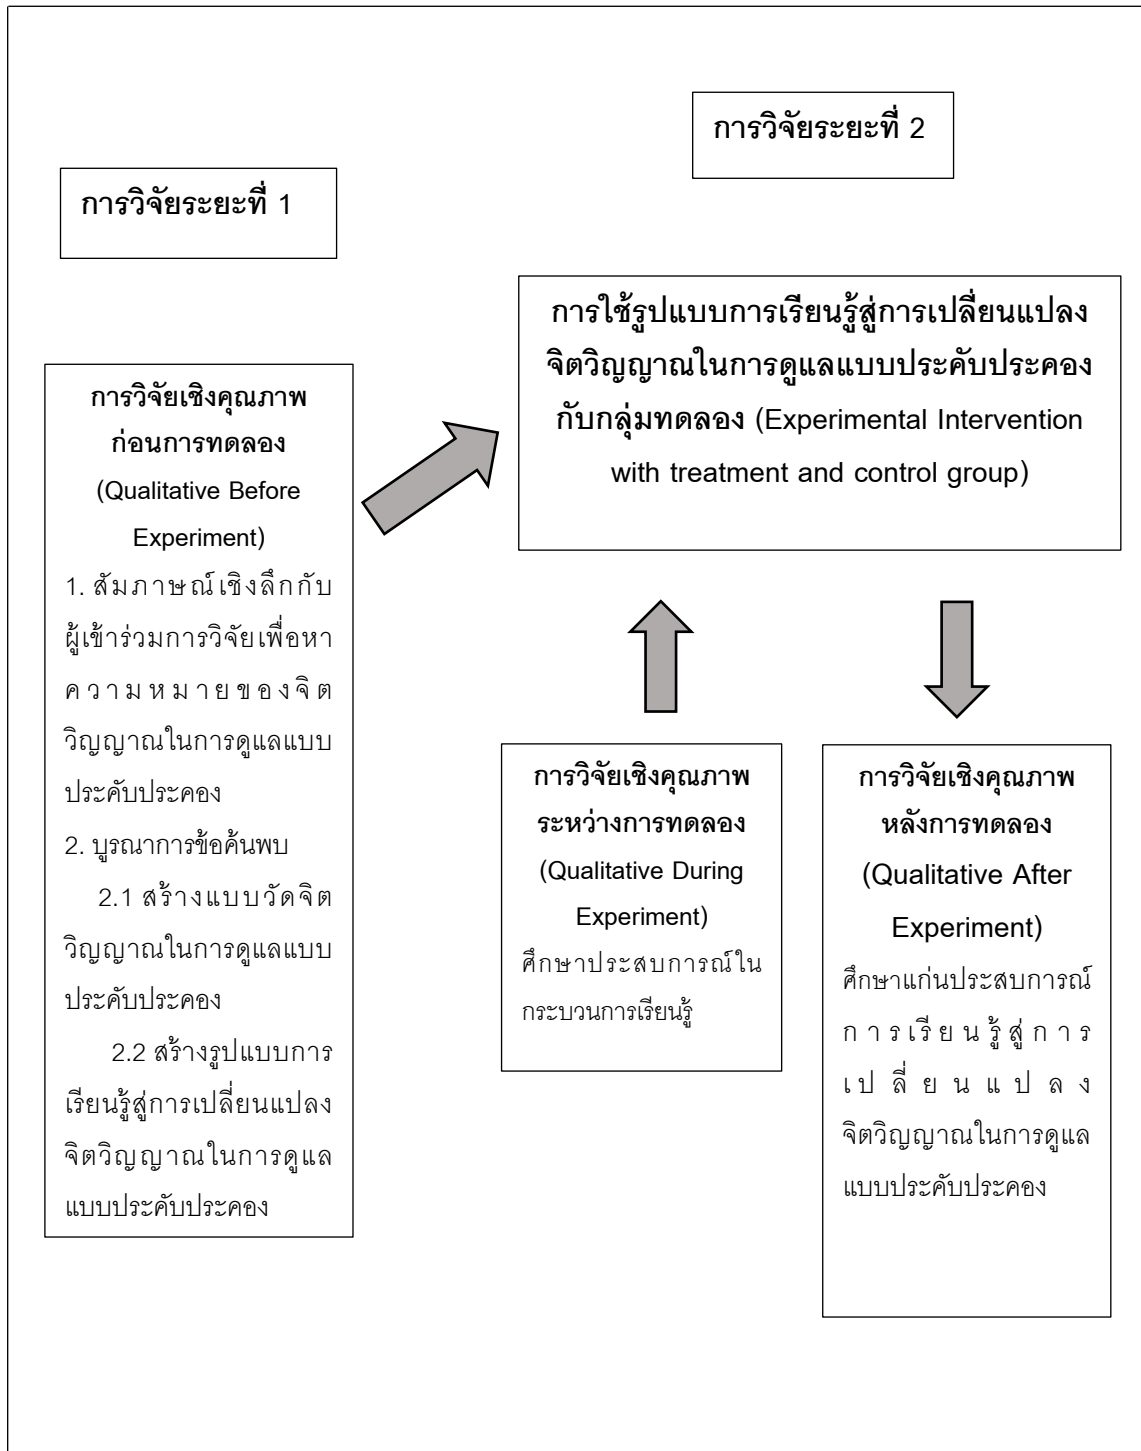 การวิจัยระยะที่ 1
การวิจัยเชิงคุณภาพ
ก่อนการทดลอง
(Qualitative Before
Experiment)
1. สัมภาษณ์เชิงลึกกับ
ผู้เข้าร่วมการวิจัยเพื่อหา
ความหมายของจิต
วิญญาณในการดูแลแบบ
ประคับประคอง
2. บูรณาการข้อค้นพบ
2.1 สร้างแบบวัดจิต
วิญญาณในการดูแลแบบ
ประคับประคอง
2.2 สร้างรูปแบบการ
เรียนรู้สู่การเปลี่ยนแปลง
จิตวิญญาณในการดูแล
แบบประคับประคอง
การวิจัยระยะที่ 2
การใช้รูปแบบการเรียนรู้สู่การเปลี่ยนแปลง
จิตวิญญาณในการดูแลแบบประคับประคอง
กับกลุ่มทดลอง (Experimental Intervention
with treatment and control group)
การวิจัยเชิงคุณภาพ
ระหว่างการทดลอง
(Qualitative During
Experiment)
ศึกษาประสบการณ์ใน
กระบวนการเรียนรู้
การวิจัยเชิงคุณภาพ
หลังการทดลอง
(Qualitative After
Experiment)
ศึกษาแก่นประสบการณ์
การเรียนรู้สู่การ
เปลี่ยนแปลง
จิตวิญญาณในการดูแล
แบบประคับประคอง